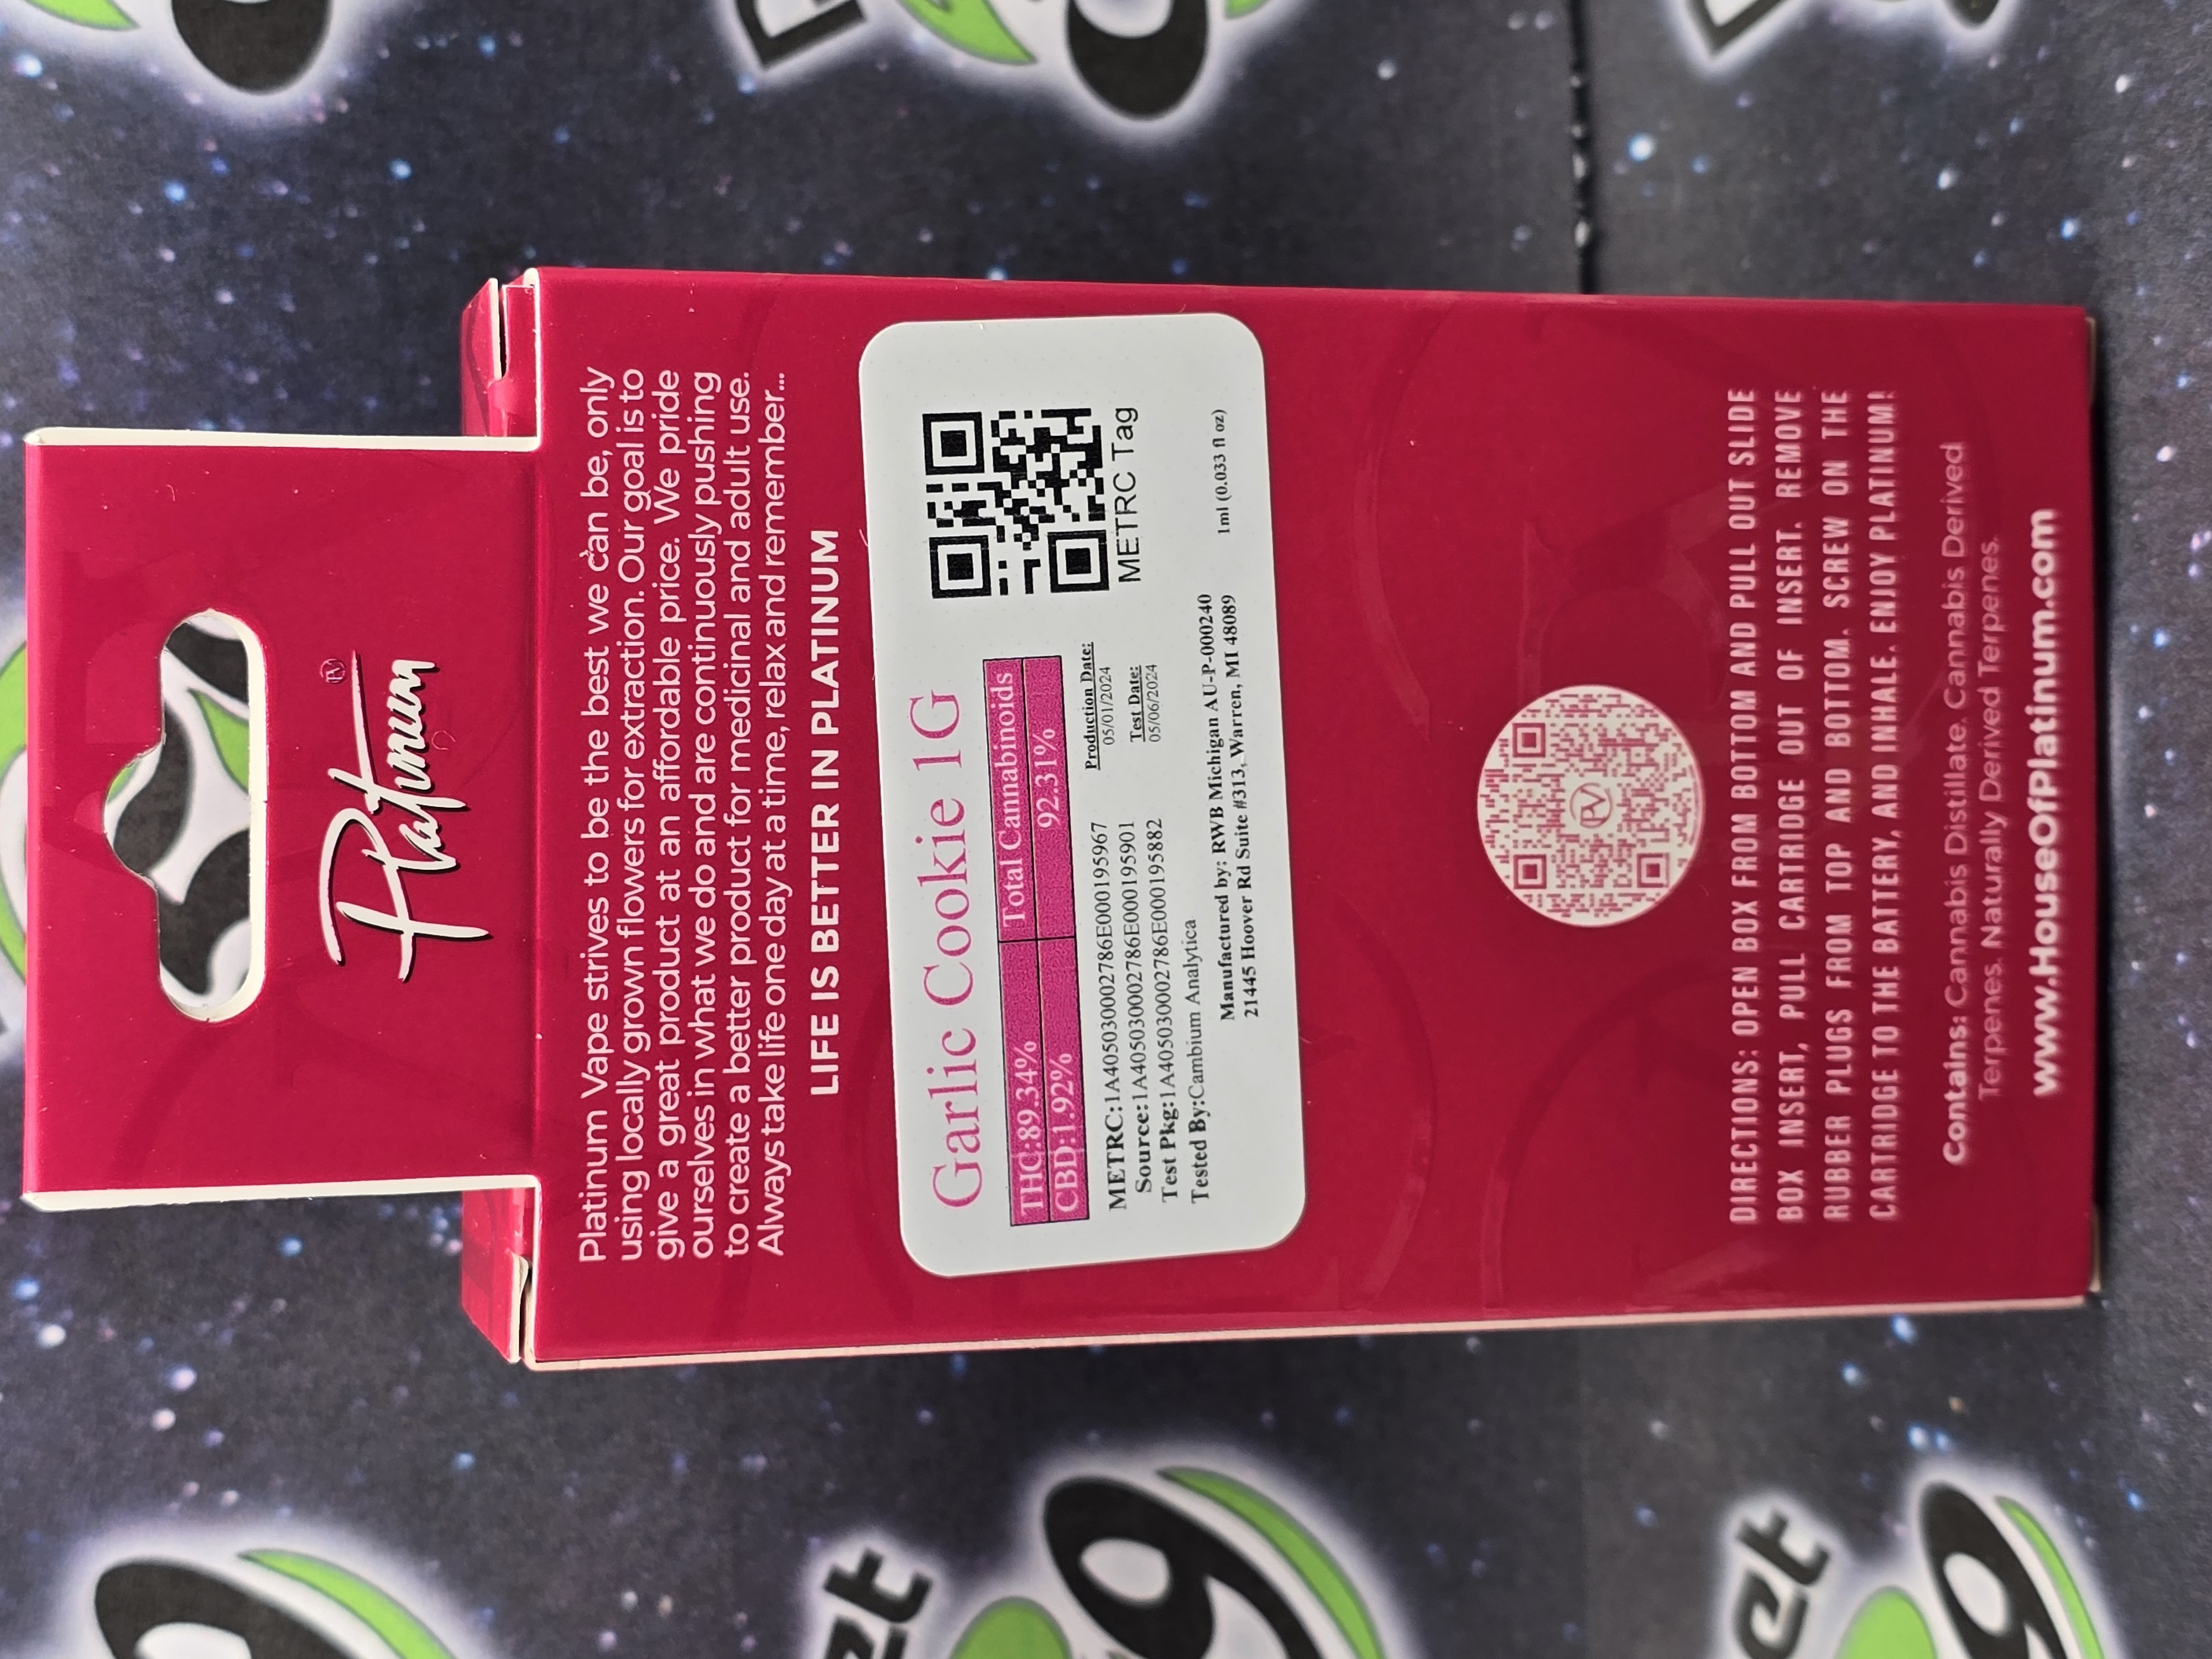 Platinum
PV
Platinum Vape strives to be the best we can be, only
using locally grown flowers for extraction. Our goal is to
give a great product at an affordable price. We pride
ourselves in what we do and are continuously pushing
to create a better product for medicinal and adult use.
Always take life one day at a time, relax and remember...
LIFE IS BETTER IN PLATINUM
Garlic Cookie 1G
THC:89.34% Total Cannabinoids
CBD:1.92% 92.31%
METRC:1A4050300002786E000195967
Source:1A4050300002786E000195901
Test Pkg:1A4050300002786E000195882
Tested By:Cambium Analytica
Production Date:
05/01/2024
Test Date:
05/06/2024
METRC Tag
Manufactured by: RWB Michigan AU-P-000240
21445 Hoover Rd Suite #313, Warren, MI 48089
1ml (0.033 fl oz)
PV
DIRECTIONS: OPEN BOX FROM BOTTOM AND PULL OUT SLIDE
BOX INSERT, PULL CARTRIDGE OUT OF INSERT. REMOVE
RUBBER PLUGS FROM TOP AND BOTTOM. SCREW ON THE
CARTRIDGE TO THE BATTERY, AND INHALE. ENJOY PLATINUM!
Contains: Cannabis Distillate. Cannabis Derived
Terpenes. Naturally Derived Terpenes.
www.HouseOfPlatinum.com